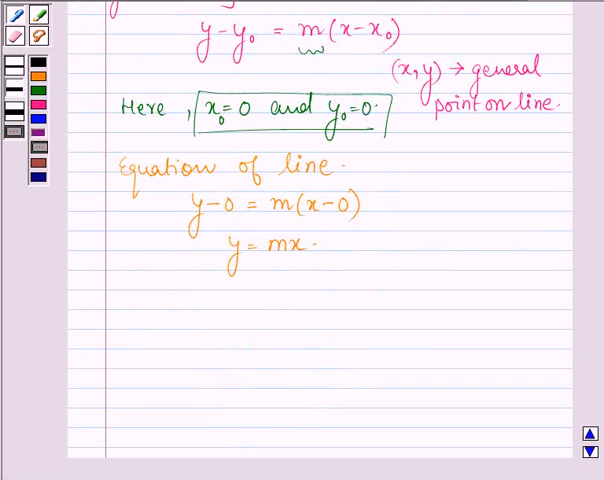 y - y₀ = m(x - x₀)
(x, y) → general
point on line.
Here, x₀ = 0 and y₀ = 0.
Equation of line.
y - 0 = m(x - 0)
y = mx.